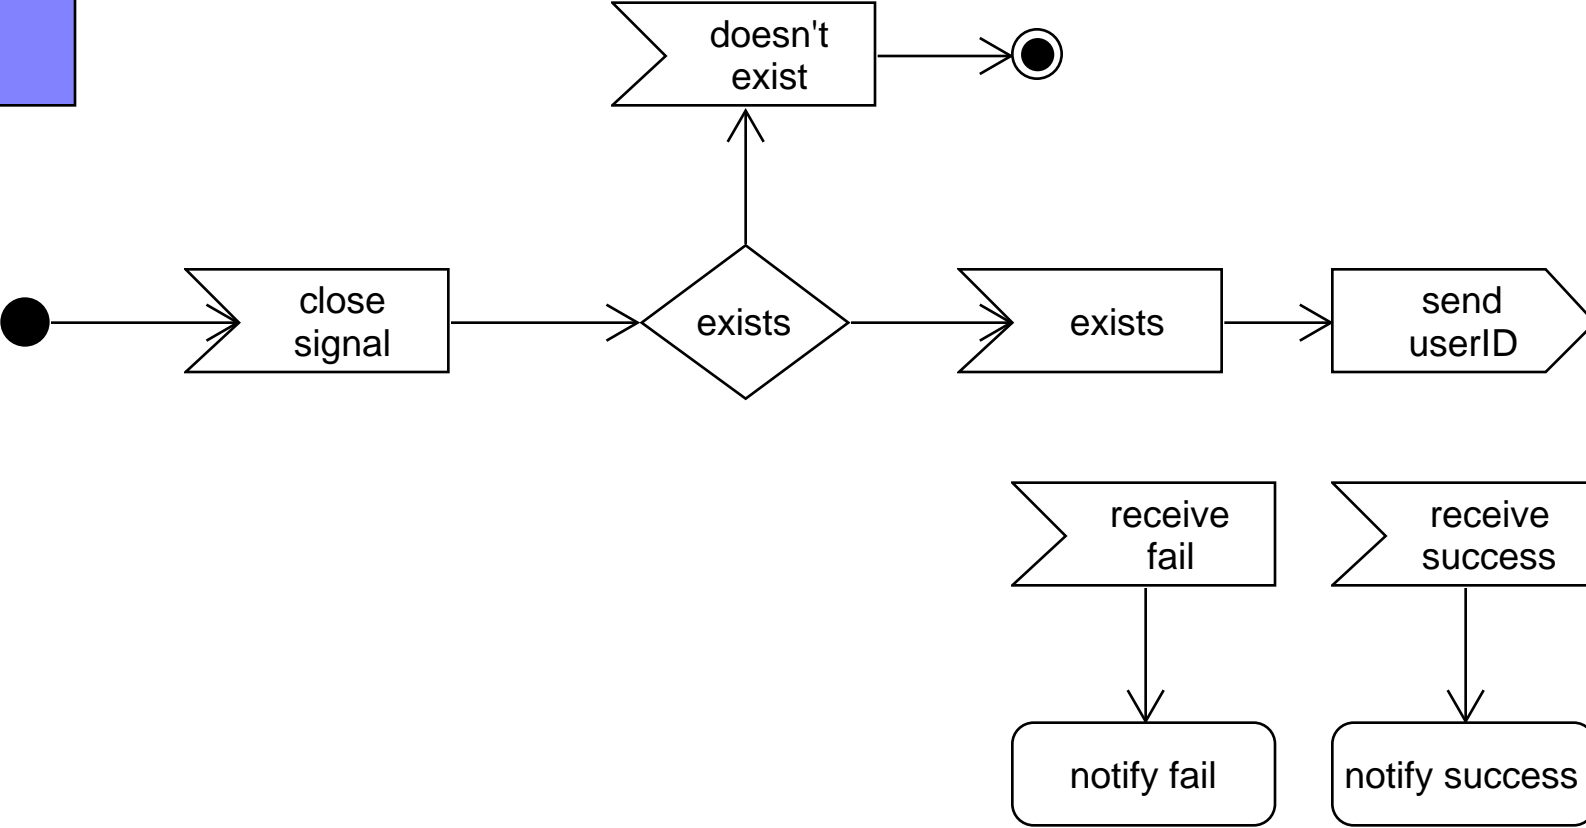 doesn't
exist
close
signal
exists
exists
send
userID
receive
fail
receive
success
notify fail
notify success